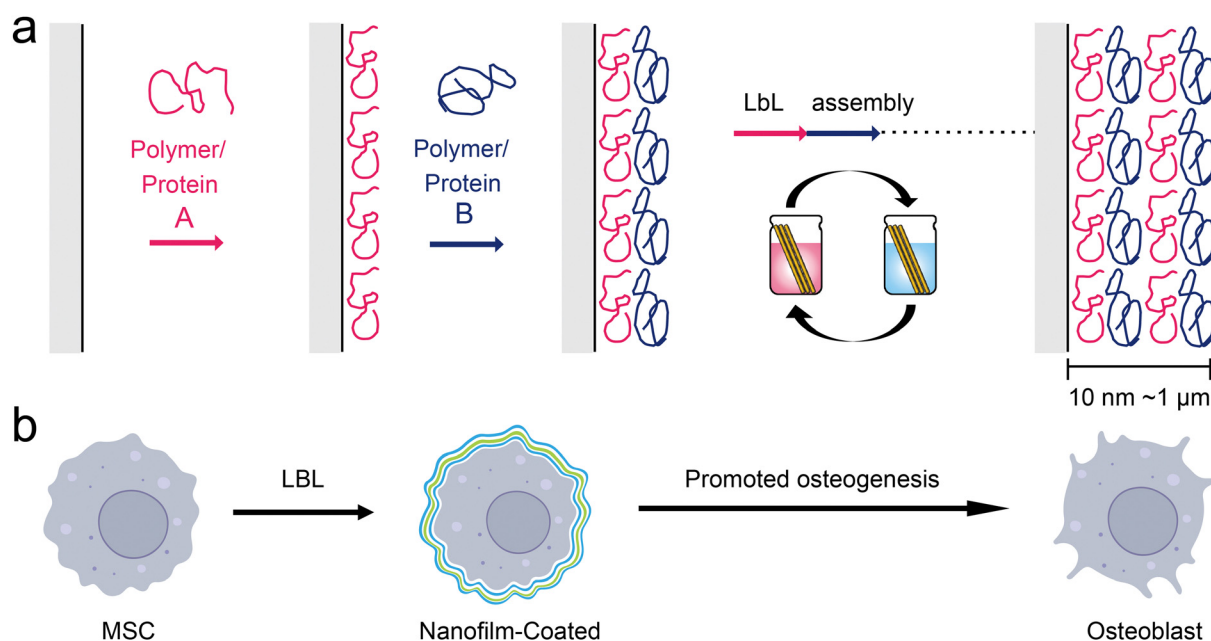 a
Polymer/
Protein
A
Polymer/
Protein
B
LbL assembly
10 nm ~1 μm
b
LBL
Promoted osteogenesis
MSC
Nanofilm-Coated
Osteoblast